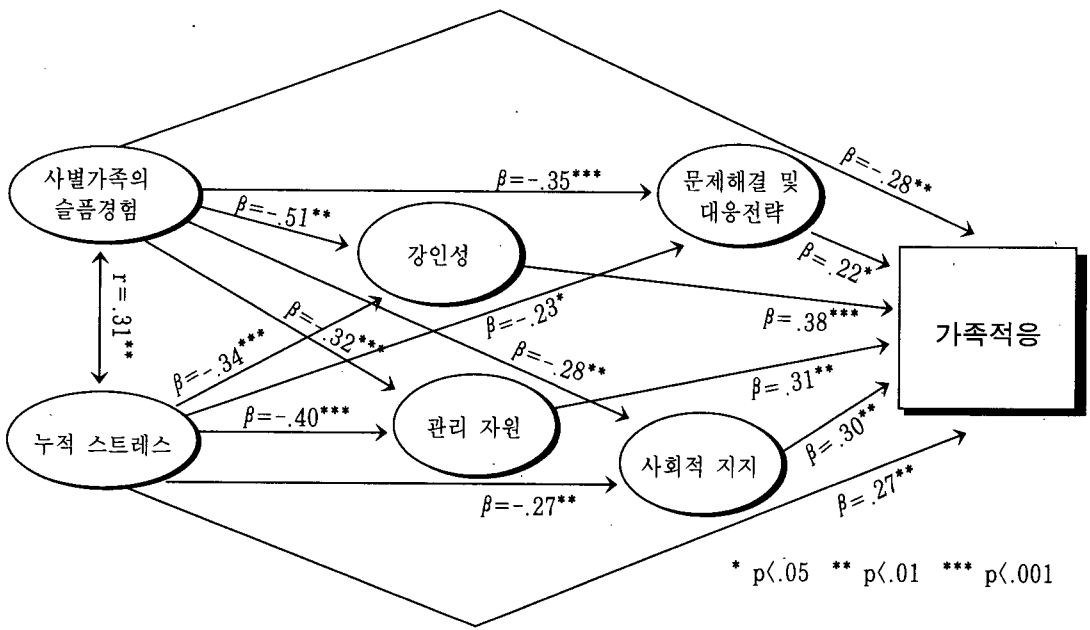 사별가족의
슬픔경험
문제해결 및
대응전략
강인성
가족적응
관리 자원
누적 스트레스
사회적 지지
β=-.28**
β=-.35***
β=-.51**
β=.22*
r=.31**
β=-.23*
β=.38***
β=-.32***
β=-.34***
β=-.28**
β=.31**
β=-.40***
β=.30**
β=-.27**
β=.27**
* p<.05 ** p<.01 *** p<.001